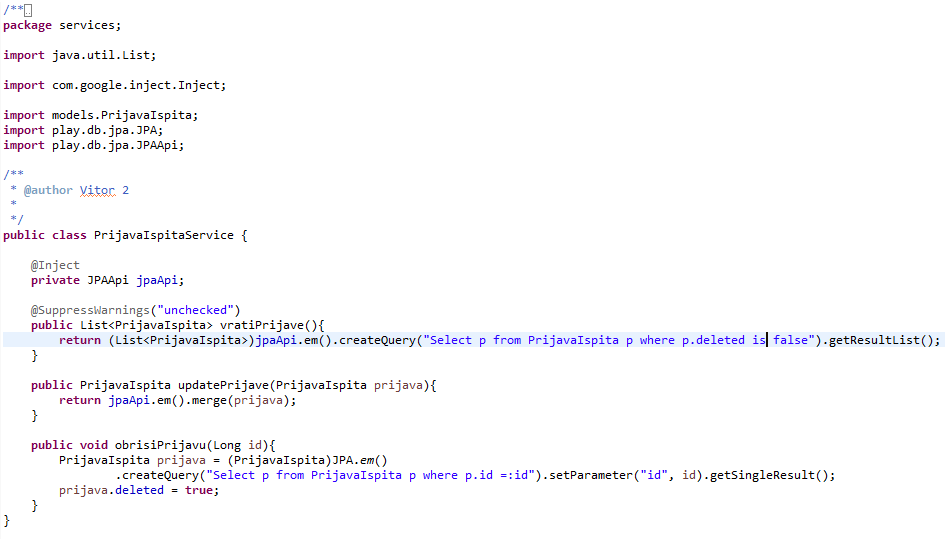 /**
package services;
import java.util.List;
import com.google.inject.Inject;
import models.PrijavaIspita;
import play.db.jpa.JPA;
import play.db.jpa.JPAApi;
/**
 * @author Vitor 2
 *
 */
public class PrijavaIspitaService {
    @Inject
    private JPAApi jpaApi;
    @SuppressWarnings("unchecked")
    public List<PrijavaIspita> vratiPrijave(){
        return (List<PrijavaIspita>)jpaApi.em().createQuery("Select p from PrijavaIspita p where p.deleted is false").getResultList();
    }
    public PrijavaIspita updatePrijave(PrijavaIspita prijava){
        return jpaApi.em().merge(prijava);
    }
    public void obrisiPrijavu(Long id){
        PrijavaIspita prijava = (PrijavaIspita)JPA.em()
                .createQuery("Select p from PrijavaIspita p where p.id =:id").setParameter("id", id).getSingleResult();
        prijava.deleted = true;
    }
}